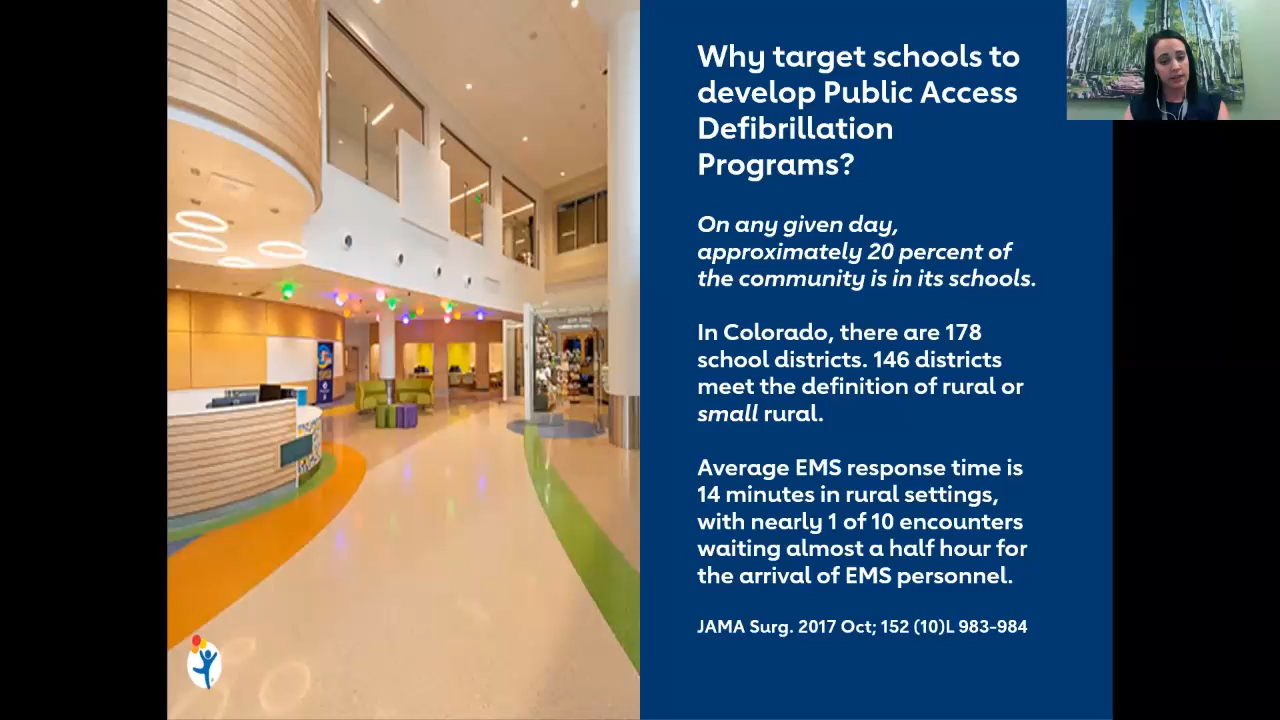 Why target schools to
develop Public Access
Defibrillation
Programs?
On any given day,
approximately 20 percent of
the community is in its schools.
In Colorado, there are 178
school districts. 146 districts
meet the definition of rural or
small rural.
Average EMS response time is
14 minutes in rural settings,
with nearly 1 of 10 encounters
waiting almost a half hour for
the arrival of EMS personnel.
JAMA Surg. 2017 Oct; 152 (10)L 983-984